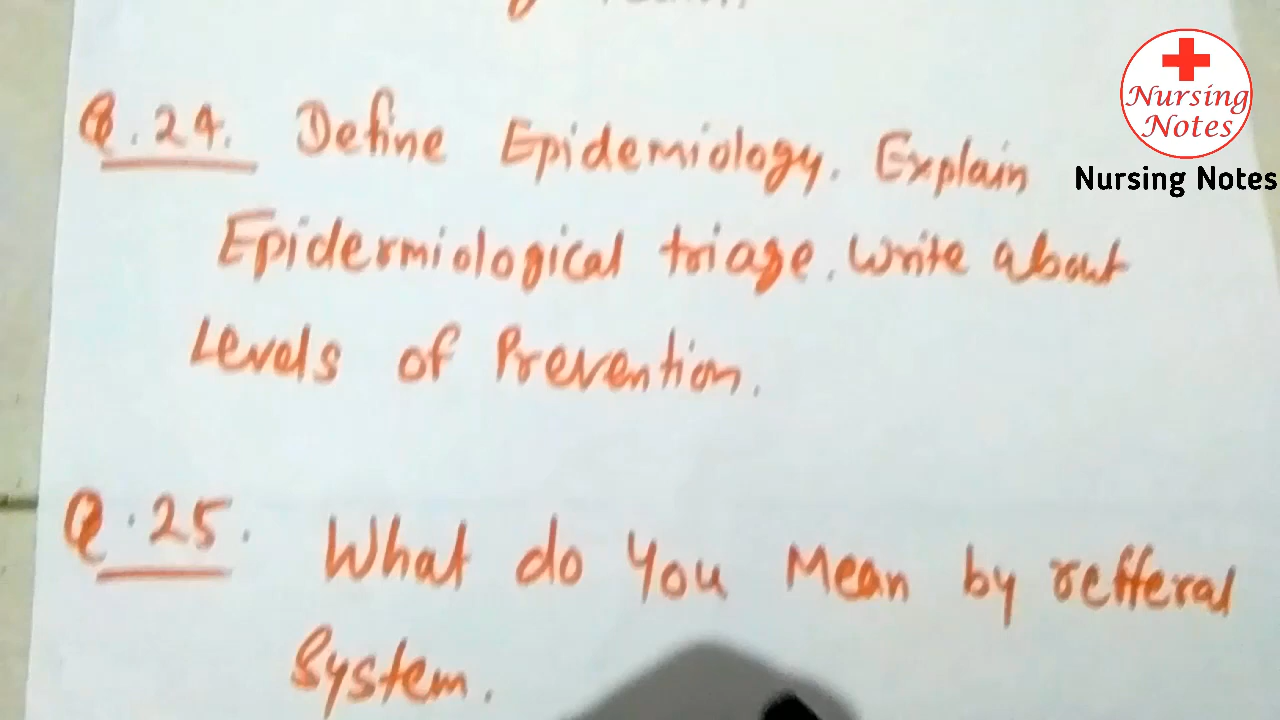 Q.24. Define Epidemiology. Explain
Epidermiological triage. Write about
Levels of Prevention.
Q.25. What do You Mean by refferal
System.
Nursing
Notes
Nursing Notes